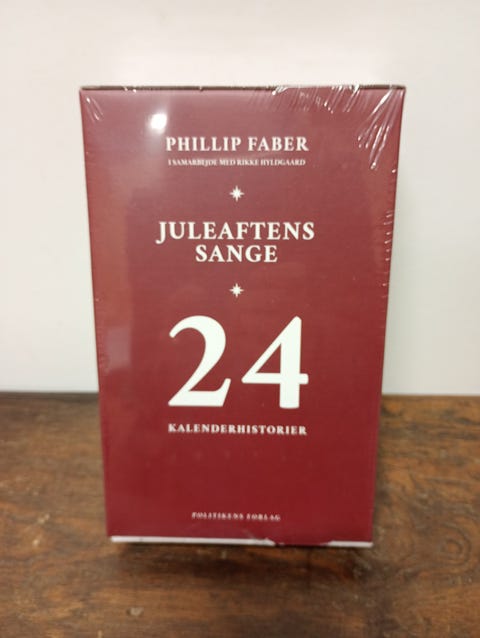 PHILLIP FABER
I SAMARBEJDE MED RIKKE HYLDGAARD
JULEAFTENS
SANGE
24
KALENDERHISTORIER
POLITIKENS FORLAG